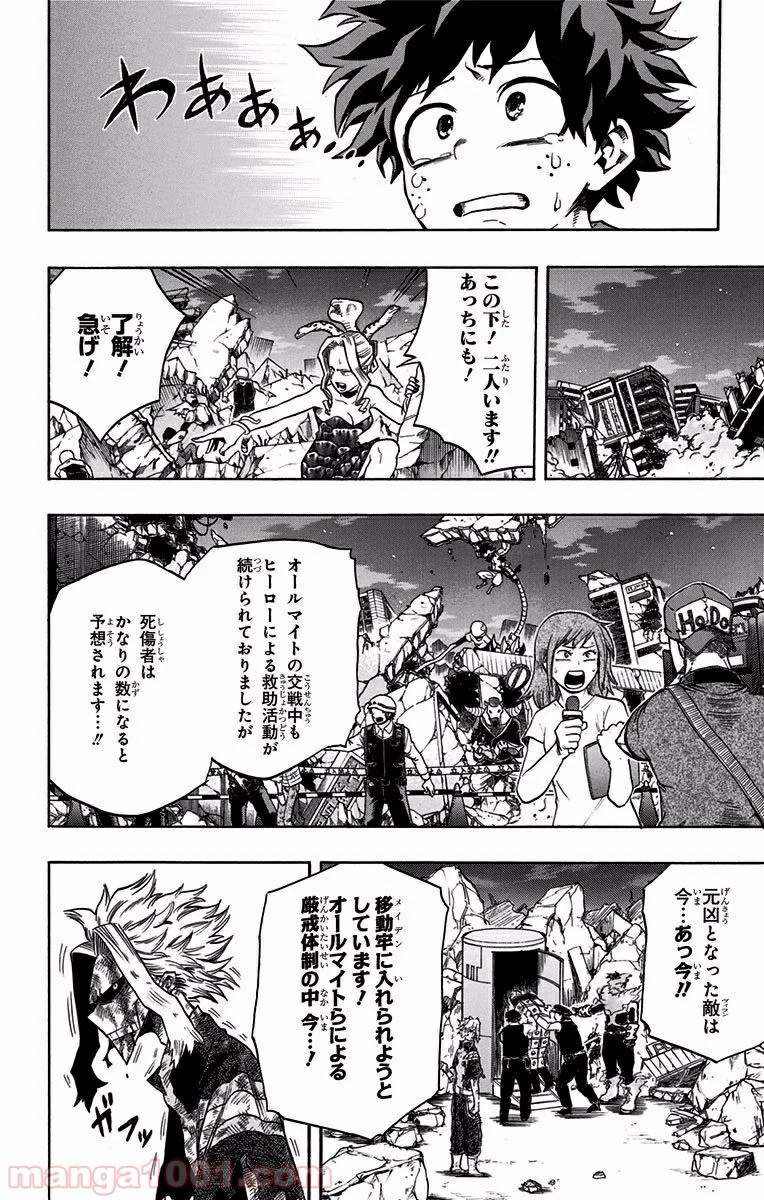 わあああぁ…
この下！二人います!!
あっちにも！
了解！
急げ！
HaDo
オールマイトの交戦中も
ヒーローによる救助活動が
続けられておりましたが
死傷者は
かなりの数になると
予想されます…!!
元凶となった敵は
今…あっ今!!
移動牢に入れられようと
しています！
オールマイトらによる
厳戒体制の中 今…！
manga1001.com